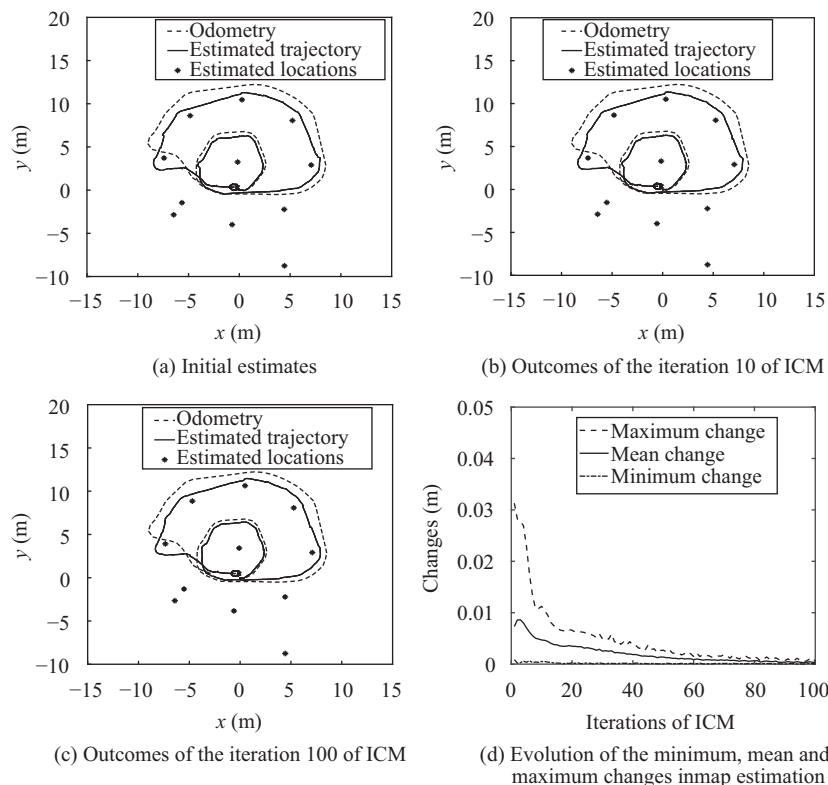 20
15
10
5
0
−5
−10
y (m)
Odometry
Estimated trajectory
Estimated locations
−15 −10 −5 0 5 10 15
x (m)
(a) Initial estimates
20
15
10
5
0
−5
−10
y (m)
Odometry
Estimated trajectory
Estimated locations
−15 −10 −5 0 5 10 15
x (m)
(b) Outcomes of the iteration 10 of ICM
20
15
10
5
0
−5
−10
y (m)
Odometry
Estimated trajectory
Estimated locations
−15 −10 −5 0 5 10 15
x (m)
(c) Outcomes of the iteration 100 of ICM
0.05
0.04
0.03
0.02
0.01
0
Changes (m)
Maximum change
Mean change
Minimum change
0 20 40 60 80 100
Iterrations of ICM
(d) Evolution of the minimum, mean and
maximum changes inmap estimation